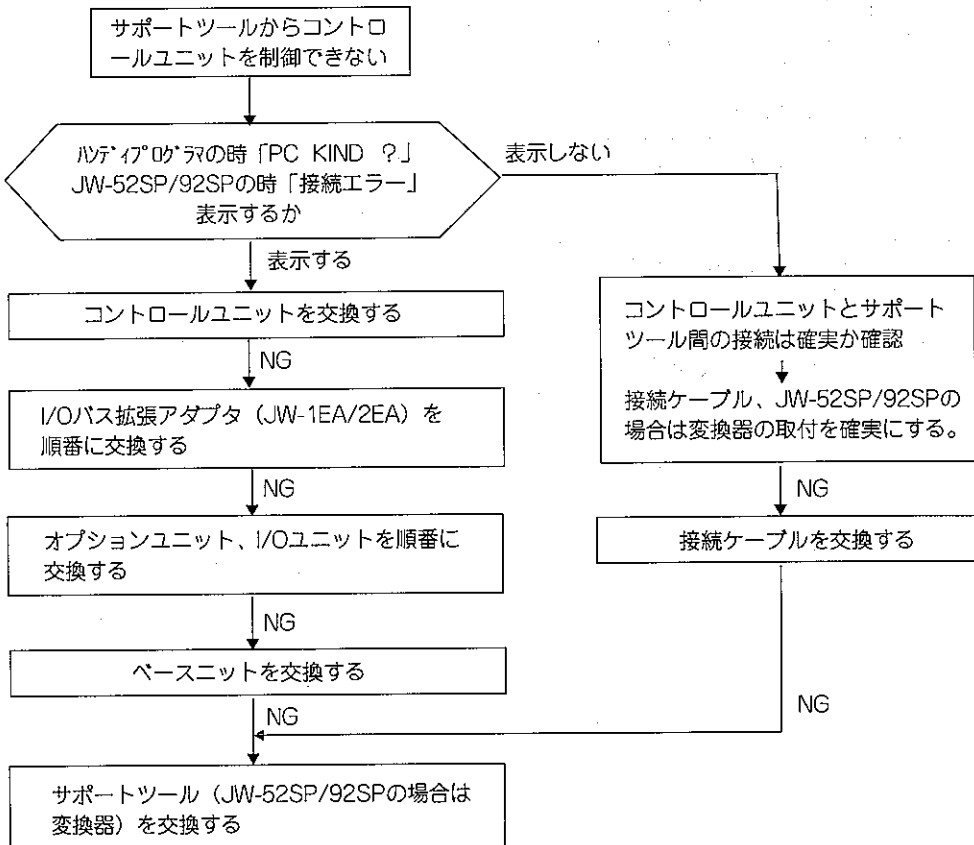 サポートツールからコントロ
ールユニットを制御できない
ハンディプログラマの時「PC KIND ?」
JW-52SP/92SPの時「接続エラー」
表示するか
表示しない
表示する
コントロールユニットを交換する
NG
I/Oバス拡張アダプタ（JW-1EA/2EA）を
順番に交換する
NG
オプションユニット、I/Oユニットを順番に
交換する
NG
ベースニットを交換する
NG
コントロールユニットとサポート
ツール間の接続は確実か確認
接続ケーブル、JW-52SP/92SPの
場合は変換器の取付を確実にする。
NG
接続ケーブルを交換する
NG
サポートツール（JW-52SP/92SPの場合は
変換器）を交換する